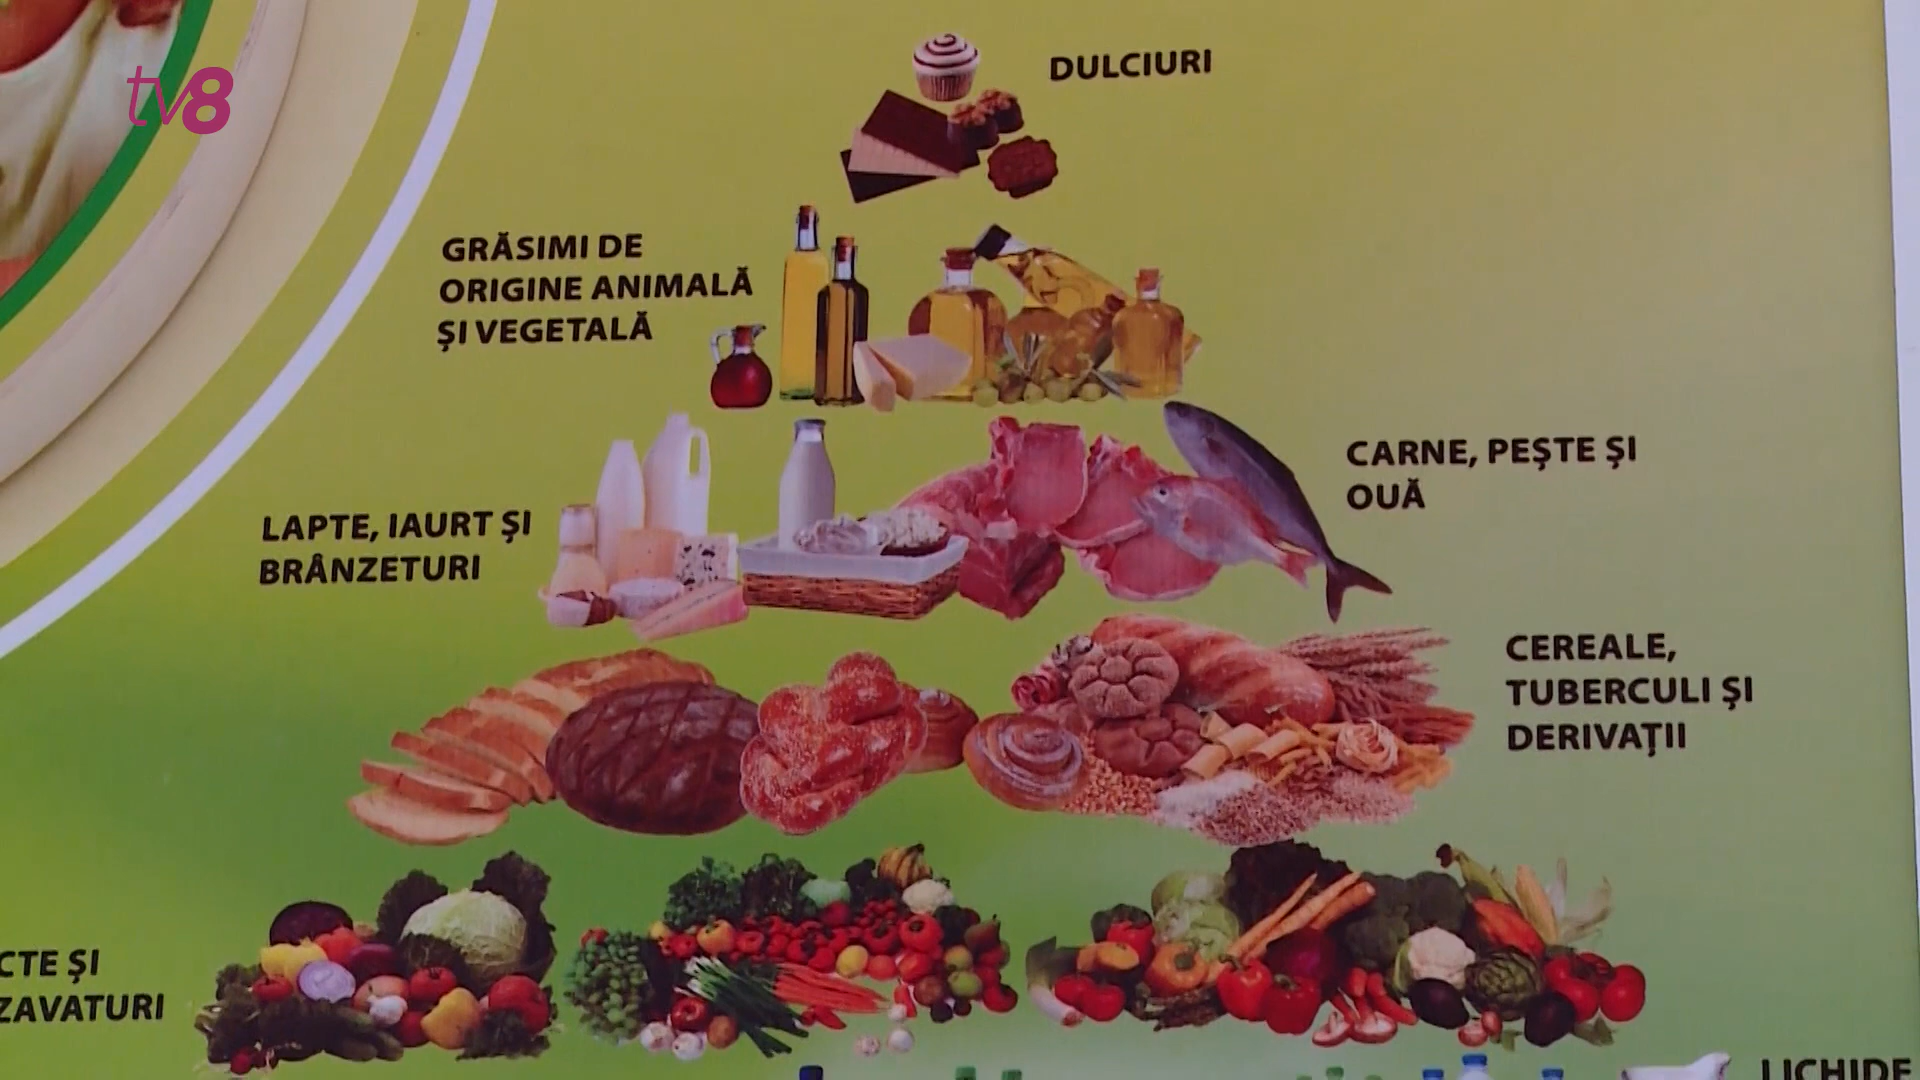 tv8
DULCIURI
GRĂSIMI DE
ORIGINE ANIMALĂ
ȘI VEGETALĂ
CARNE, PEȘTE ȘI
OUĂ
LAPTE, IAURT ȘI
BRÂNZETURI
CEREALE,
TUBERCULI ȘI
DERIVAȚII
CTE ȘI
ZAVATURI
LICHIDE